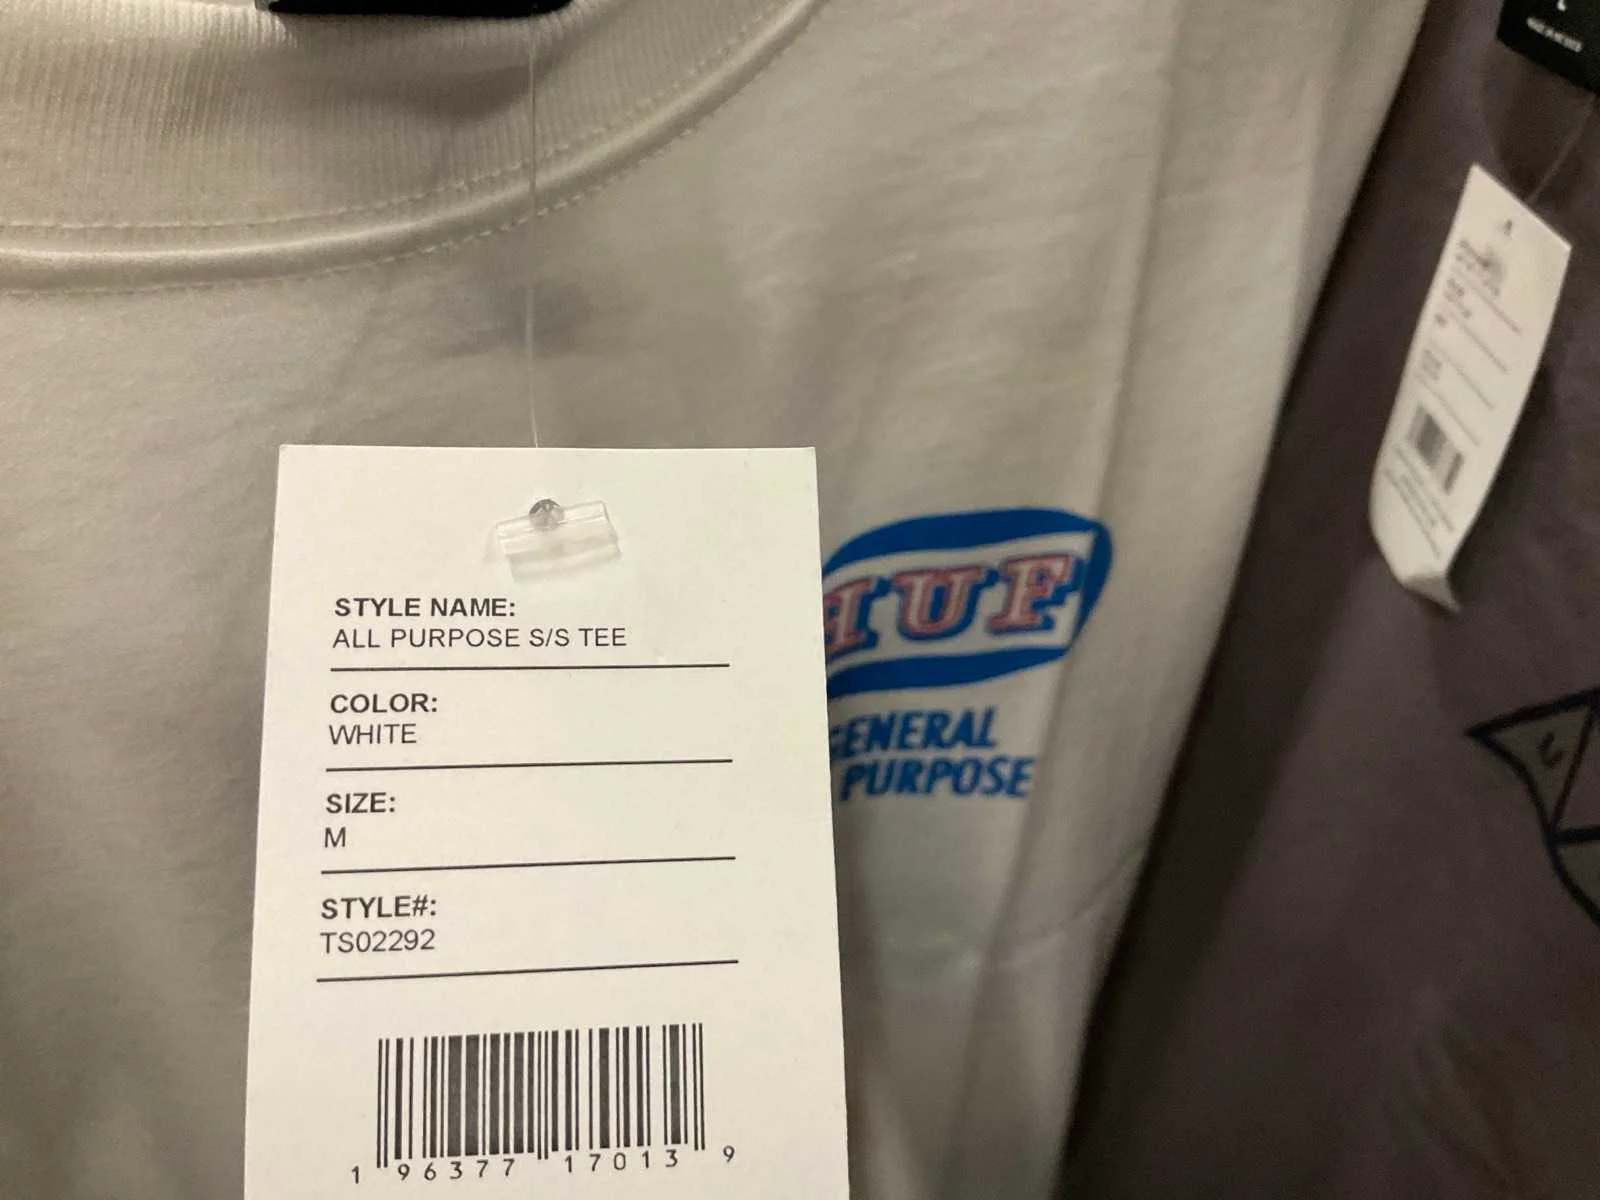 STYLE NAME:
ALL PURPOSE S/S TEE
COLOR:
WHITE
SIZE:
M
STYLE#:
TS02292
1 96377 17013 9
HUF
GENERAL
PURPOSE